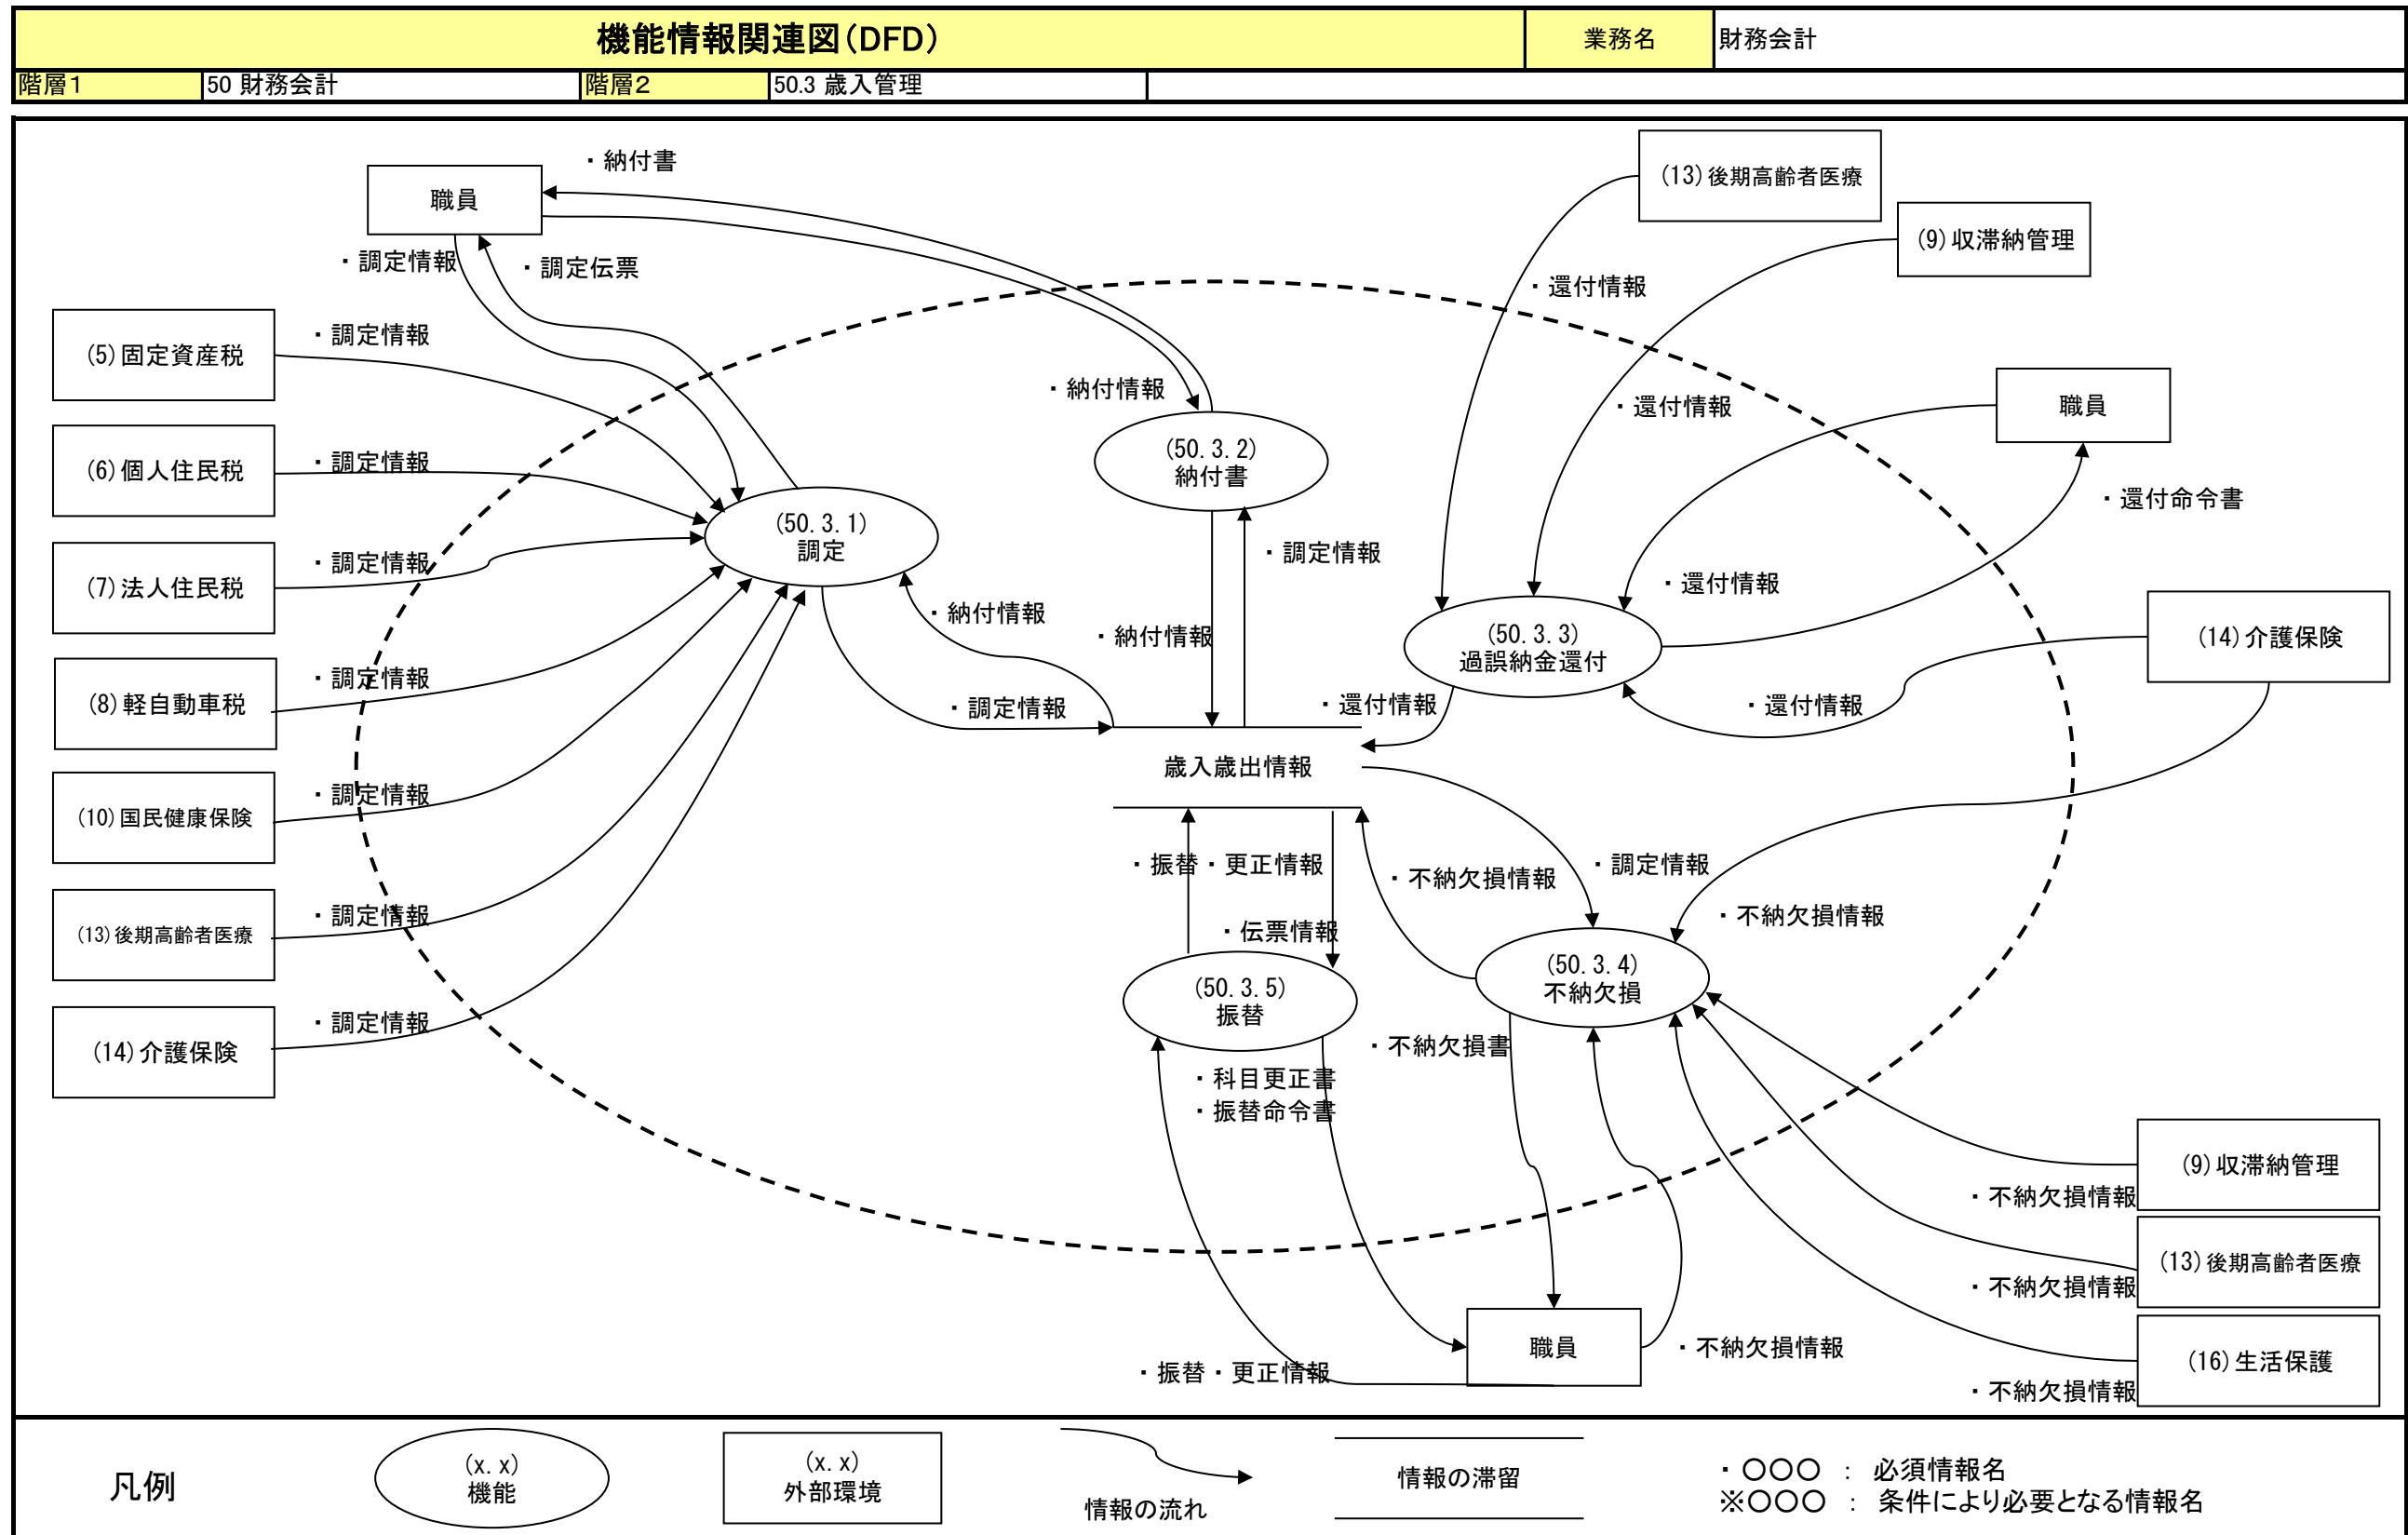 機能情報関連図(DFD)
業務名
財務会計
階層1
50 財務会計
階層2
50.3 歳入管理
・納付書
職員
(13)後期高齢者医療
(9)収滞納管理
・調定情報
・調定伝票
・還付情報
(5)固定資産税
・調定情報
・納付情報
・還付情報
職員
(6)個人住民税
・調定情報
(50.3.2)
納付書
・還付命令書
(50.3.1)
調定
(7)法人住民税
・調定情報
・調定情報
・還付情報
・納付情報
・納付情報
(50.3.3)
過誤納金還付
(14)介護保険
(8)軽自動車税
・調定情報
・調定情報
・還付情報
・還付情報
歳入歳出情報
(10)国民健康保険
・調定情報
・振替・更正情報
・不納欠損情報
・調定情報
・不納欠損情報
(13)後期高齢者医療
・調定情報
・伝票情報
(50.3.5)
振替
(50.3.4)
不納欠損
(14)介護保険
・調定情報
・不納欠損書
・科目更正書
・振替命令書
(9)収滞納管理
・不納欠損情報
(13)後期高齢者医療
・不納欠損情報
職員
・不納欠損情報
・振替・更正情報
(16)生活保護
・不納欠損情報
凡例
(x.x)
機能
(x.x)
外部環境
情報の流れ
情報の滞留
・○○○ : 必須情報名
※○○○ : 条件により必要となる情報名